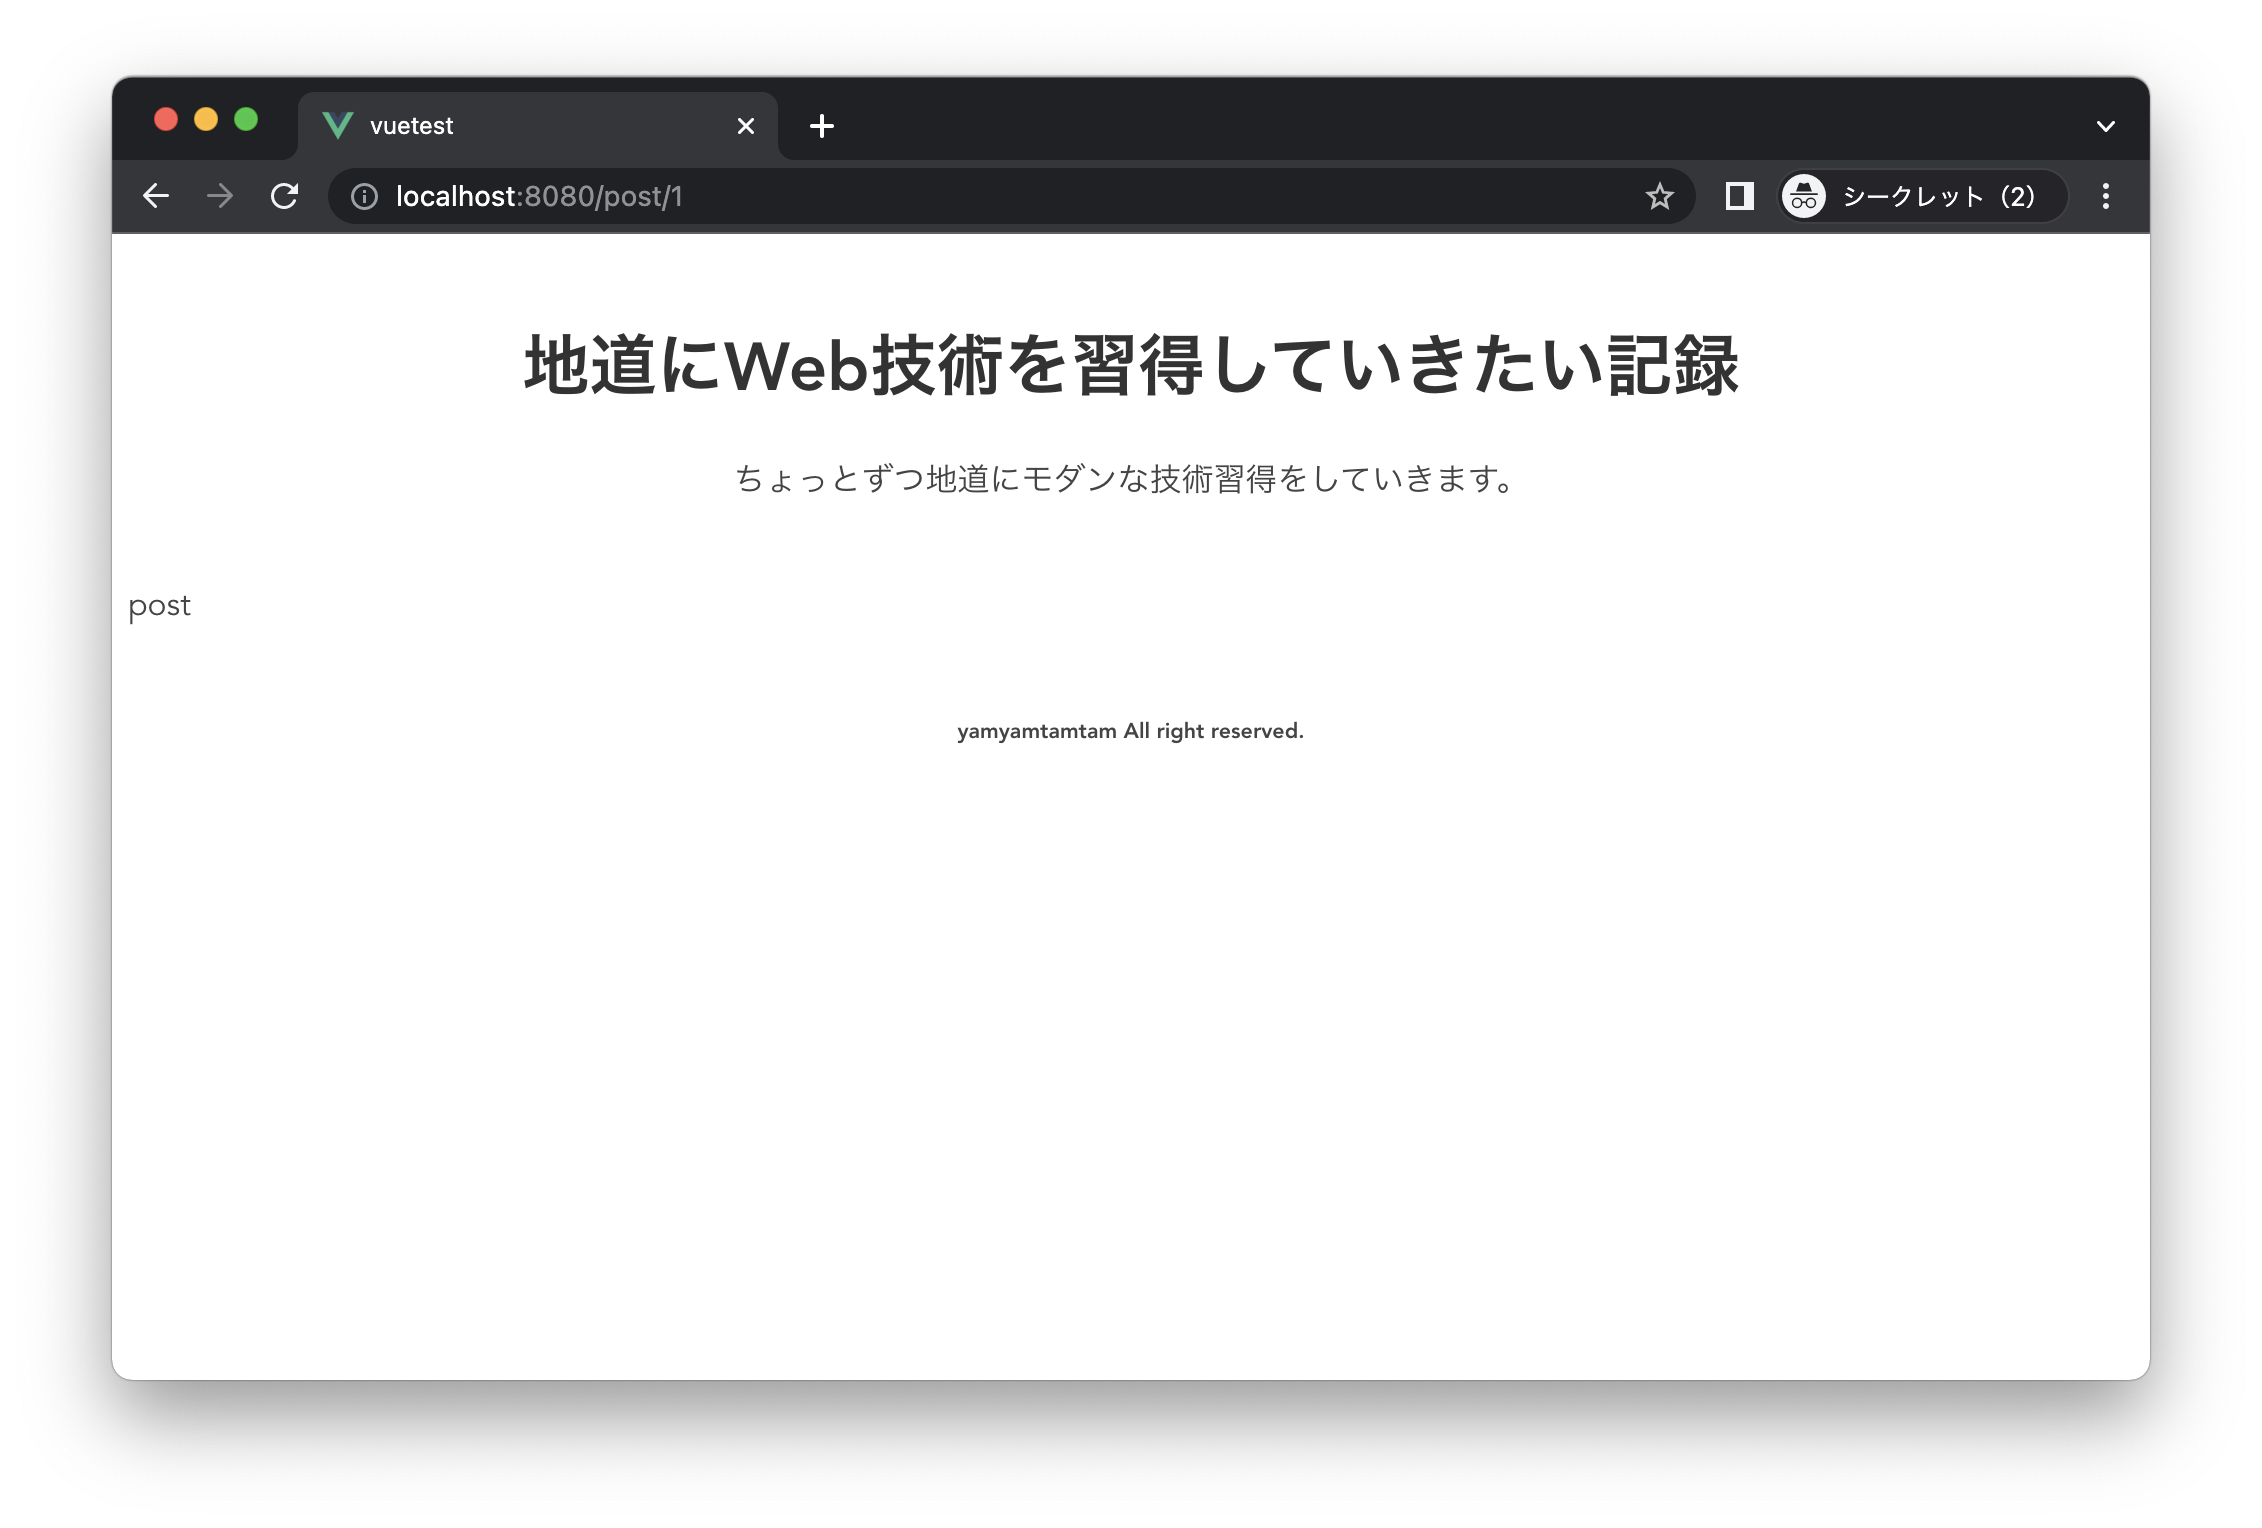 vuetest
localhost:8080/post/1
シークレット（2）
地道にWeb技術を習得していきたい記録
ちょっとずつ地道にモダンな技術習得をしていきます。
post
yamyamtamtam All right reserved.